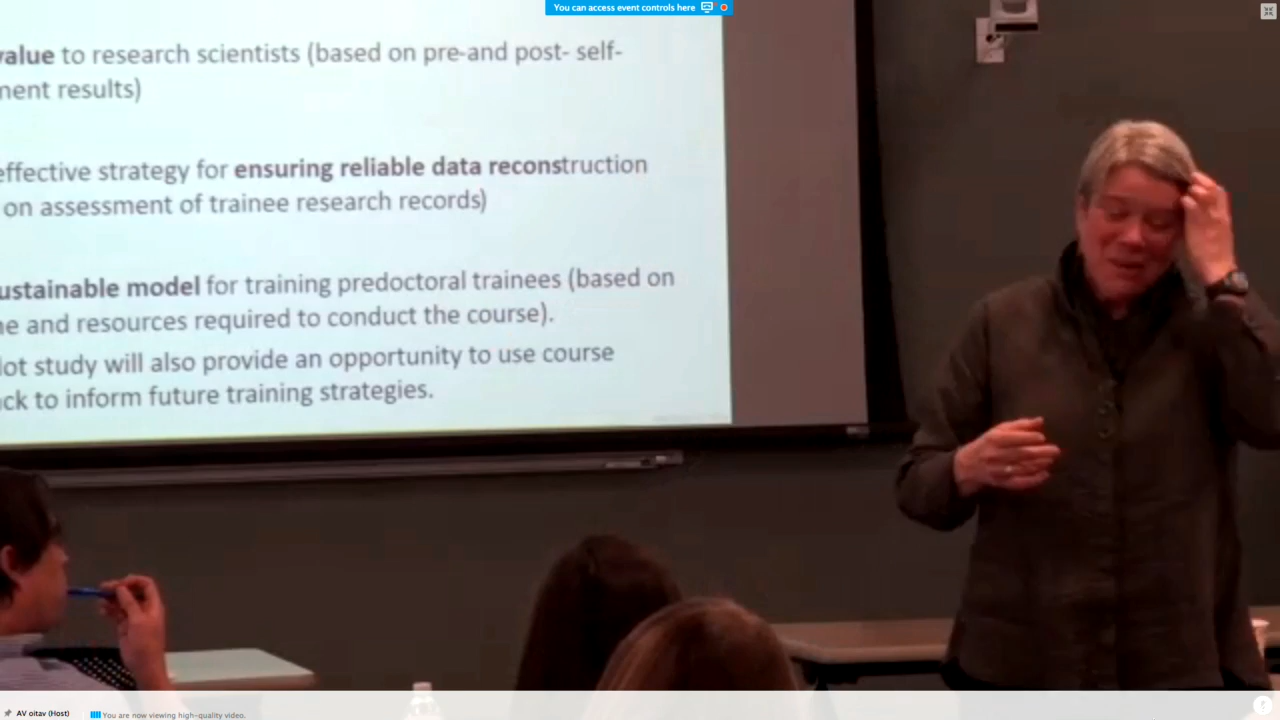 You can access event controls here
value to research scientists (based on pre-and post- self-
ment results)
effective strategy for ensuring reliable data reconstruction
on assessment of trainee research records)
ustainable model for training predoctoral trainees (based on
e and resources required to conduct the course).
lot study will also provide an opportunity to use course
ck to inform future training strategies.
AV oitav (Host)
You are now viewing high-quality video.